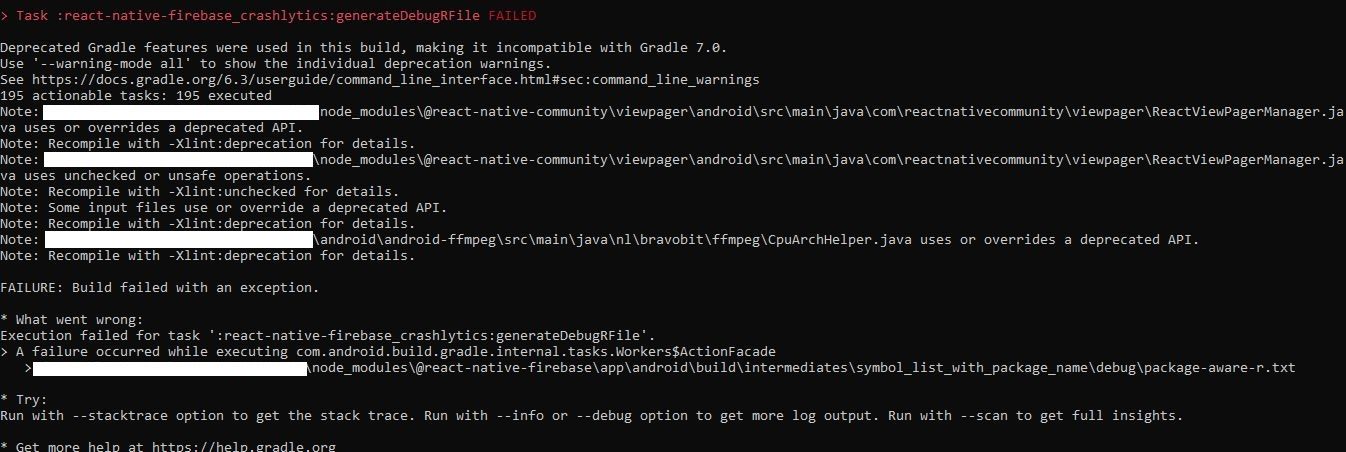 > Task :react-native-firebase_crashlytics:generateDebugRFile FAILED
Deprecated Gradle features were used in this build, making it incompatible with Gradle 7.0.
Use '--warning-mode all' to show the individual deprecation warnings.
See https://docs.gradle.org/6.3/userguide/command_line_interface.html#sec:command_line_warnings
195 actionable tasks: 195 executed
Note: node_modules\@react-native-community\viewpager\android\src\main\java\com\reactnativecommunity\viewpager\ReactViewPagerManager.ja
va uses or overrides a deprecated API.
Note: Recompile with -Xlint:deprecation for details.
Note: \node_modules\@react-native-community\viewpager\android\src\main\java\com\reactnativecommunity\viewpager\ReactViewPagerManager.ja
va uses unchecked or unsafe operations.
Note: Recompile with -Xlint:unchecked for details.
Note: Some input files use or override a deprecated API.
Note: Recompile with -Xlint:deprecation for details.
Note: \android\android-ffmpeg\src\main\java\nl\bravobit\ffmpeg\CpuArchHelper.java uses or overrides a deprecated API.
Note: Recompile with -Xlint:deprecation for details.
FAILURE: Build failed with an exception.
* What went wrong:
Execution failed for task ':react-native-firebase_crashlytics:generateDebugRFile'.
> A failure occurred while executing com.android.build.gradle.internal.tasks.Workers$ActionFacade
> \node_modules\@react-native-firebase\app\android\build\intermediates\symbol_list_with_package_name\debug\package-aware-r.txt
* Try:
Run with --stacktrace option to get the stack trace. Run with --info or --debug option to get more log output. Run with --scan to get full insights.
* Get more help at https://help.gradle.org